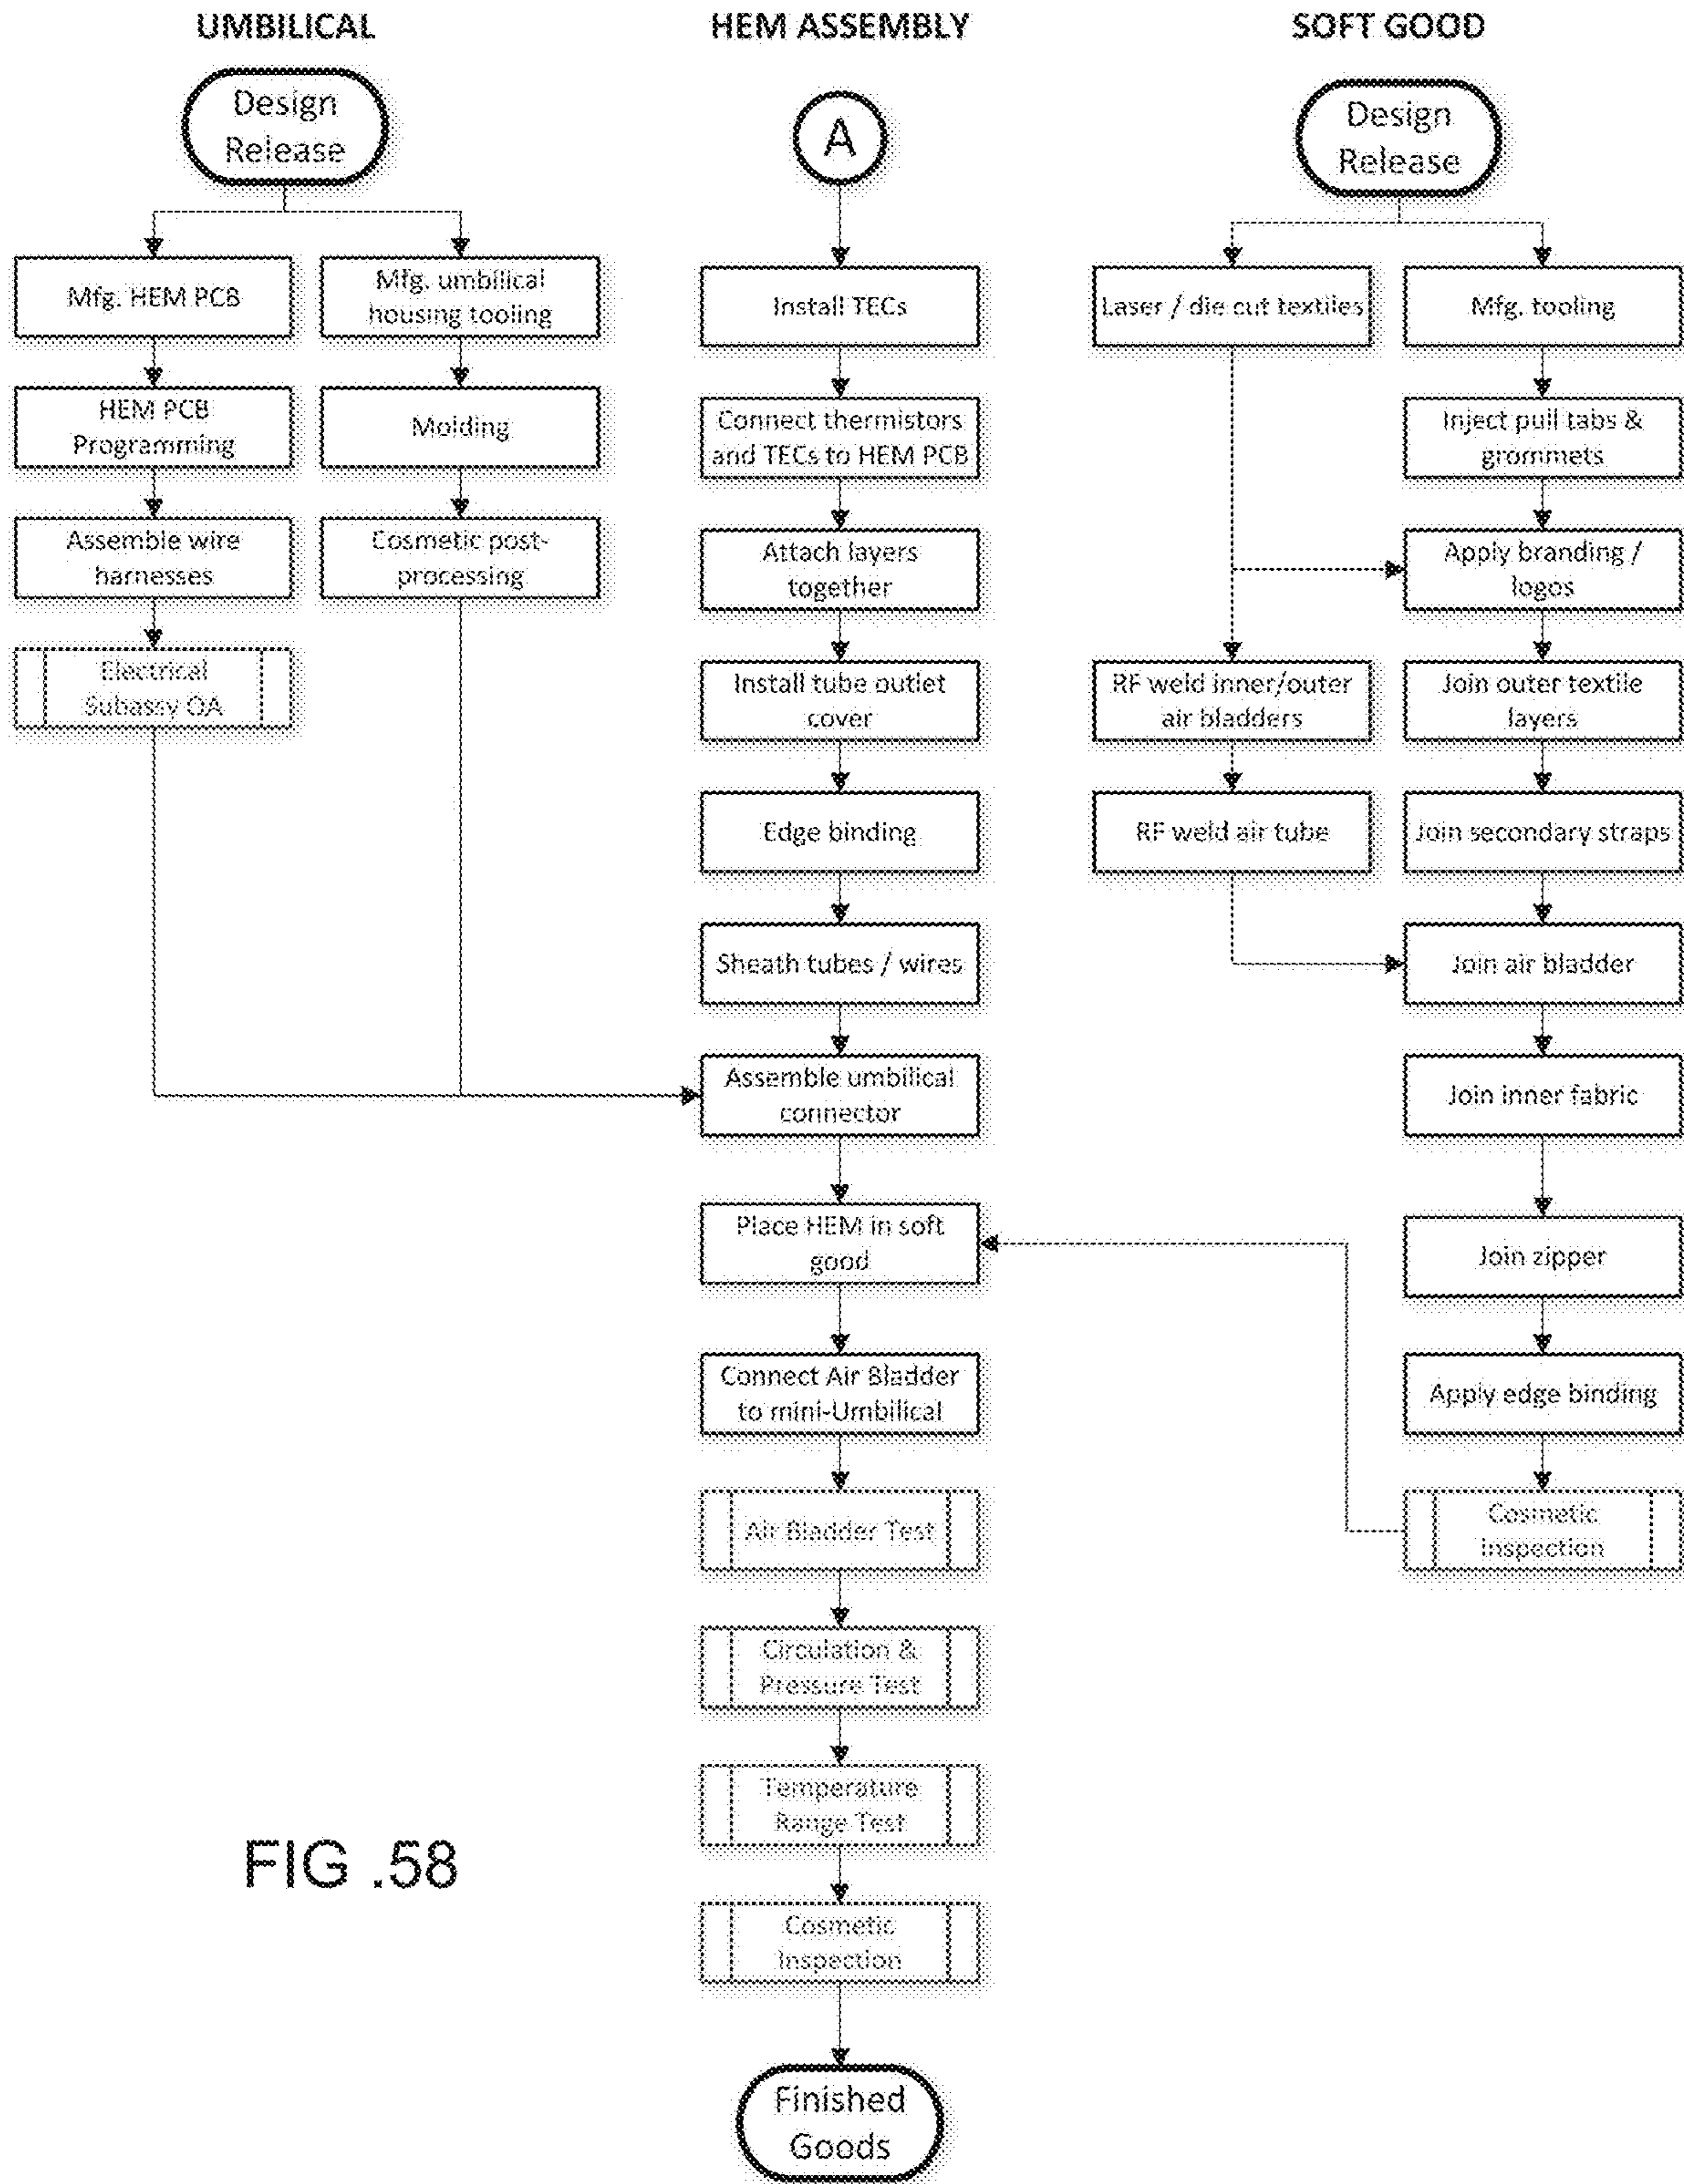 UMBILICAL
Design
Release
Mfg. HEM PCB
Mfg. umbilical
housing tooling
HEM PCB
Programming
Molding
Assemble wire
harnesses
Cosmetic post-
processing
Electrical
Subassy OA
HEM ASSEMBLY
A
Install TECs
Connect thermistors
and TECs to HEM PCB
Attach layers
together
Install tube outlet
cover
Edge binding
Sheath tubes / wires
Assemble umbilical
connector
Place HEM in soft
good
Connect Air Bladder
to mini-Umbilical
Air Bladder Test
Circulation &
Pressure Test
Temperature
Range Test
Cosmetic
Inspection
Finished
Goods
SOFT GOOD
Design
Release
Laser / die cut textiles
Mfg. tooling
Inject pull tabs &
grommets
Apply branding /
logos
RF weld inner/outer
air bladders
Join outer textile
layers
RF weld air tube
Join secondary straps
Join air bladder
Join inner fabric
Join zipper
Apply edge binding
Cosmetic
Inspection
FIG .58